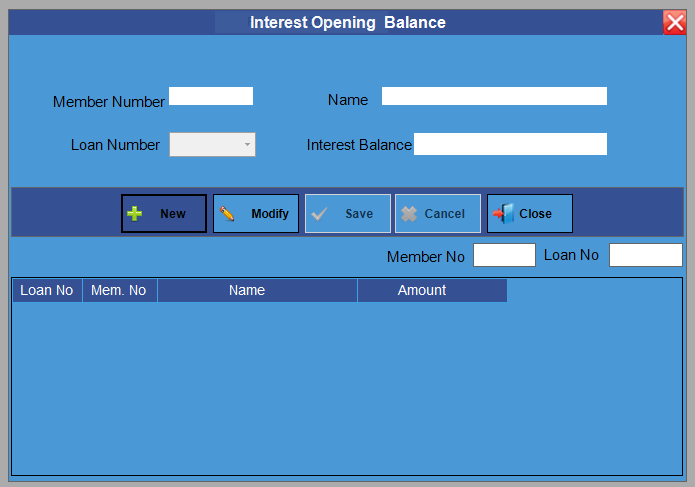 Interest Opening Balance
Member Number Name
Loan Number Interest Balance
New Modify Save Cancel Close
Member No Loan No
Loan No Mem. No Name Amount